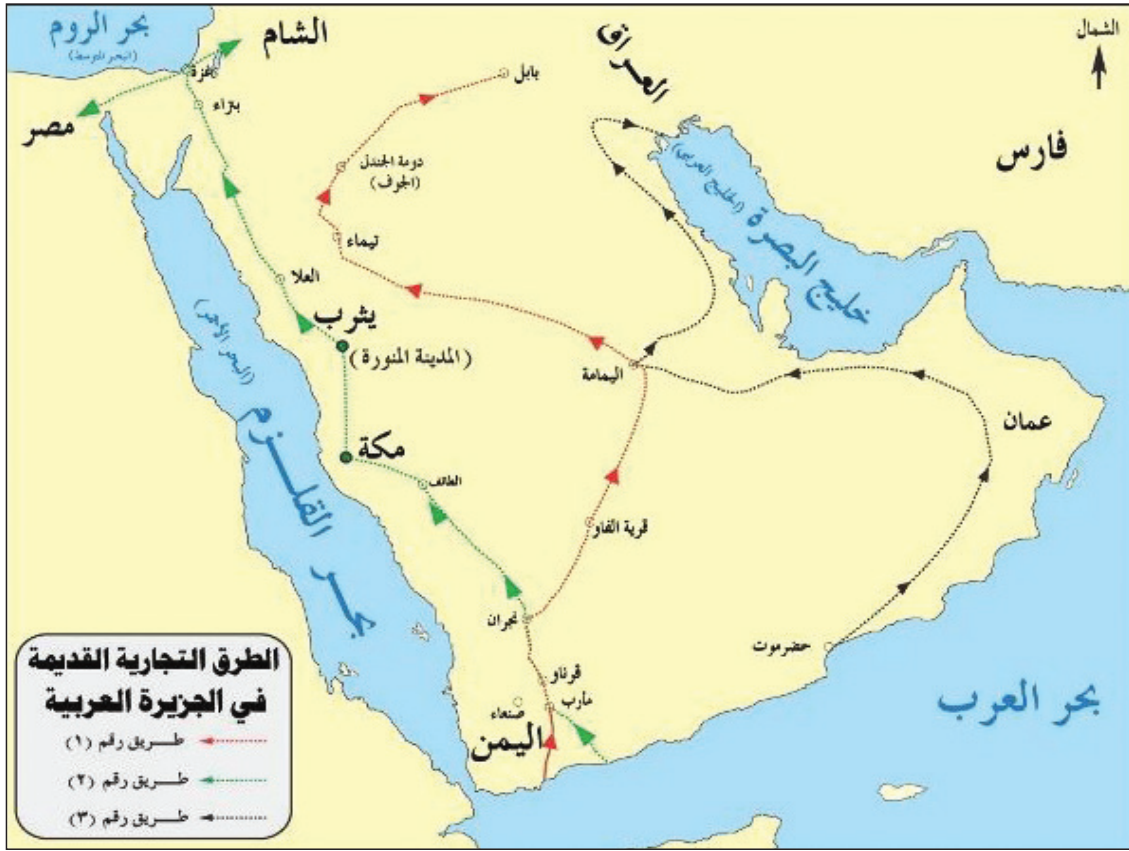 الشمال
بحر الروم
(البحر المتوسط)
الشام
العراق
فارس
غزة
بابل
مصر
بتراء
دومة الجندل
(الجوف)
خليج البصرة
(الخليج العربي)
تيماء
العلا
يثرب
(المدينة المنورة)
بحر القلزم
(البحر الأحمر)
اليمامة
عمان
مكة
الطائف
قرية الفاو
نجران
حضرموت
قرناو
مأرب
صنعاء
اليمن
بحر العرب
الطرق التجارية القديمة
في الجزيرة العربية
طريق رقم (١)
طريق رقم (٢)
طريق رقم (٣)